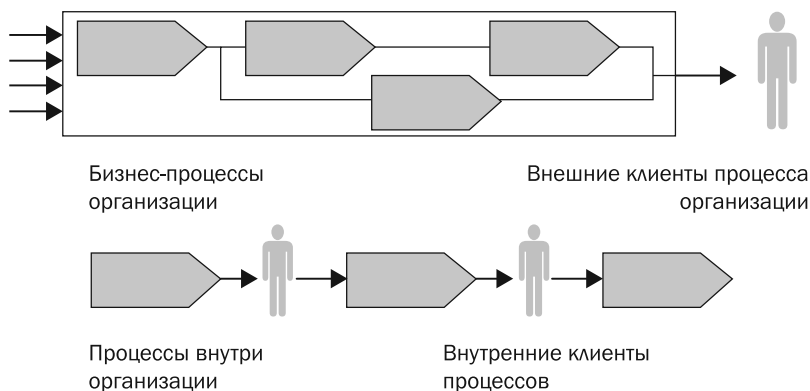 Бизнес-процессы
организации
Внешние клиенты процесса
организации
Процессы внутри
организации
Внутренние клиенты
процессов